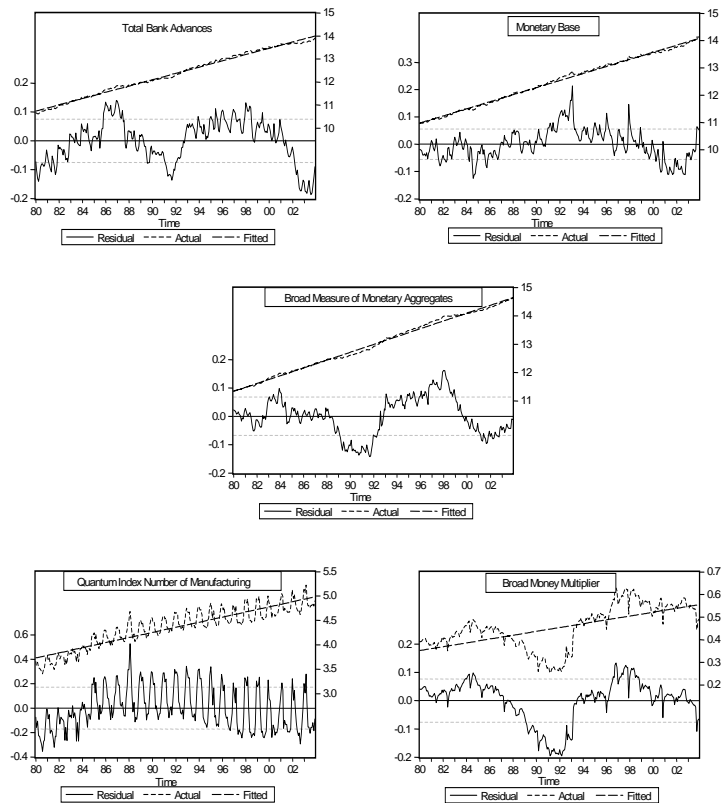 Total Bank Advances
15
14
13
12
11
10
0.2
0.1
0.0
-0.1
0.2
80 82 84 86 88 90 92 94 96 98 00 02
Time
Residual Actual Fitted
Monetary Base
15
14
13
12
11
10
0.3
0.2
0.1
0.0
-0.1
0.2
80 82 84 86 88 90 92 94 96 98 00 02
Time
Residual Actual Fitted
Broad Measure of Monetary Aggregates
15
14
13
12
11
0.2
0.1
0.0
-0.1
-0.2
80 82 84 86 88 90 92 94 96 98 00 02
Time
Residual Actual Fitted
Quantum Index Number of Manufacturing
5.5
5.0
4.5
4.0
3.5
3.0
0.6
0.4
0.2
0.0
-0.2
-0.4
80 82 84 86 88 90 92 94 96 98 00 02
Time
Residual Actual Fitted
Broad Money Multiplier
0.7
0.6
0.5
0.4
0.3
0.2
0.2
0.1
0.0
-0.1
0.2
80 82 84 86 88 90 92 94 96 98 00 02
Time
Residual Actual Fitted